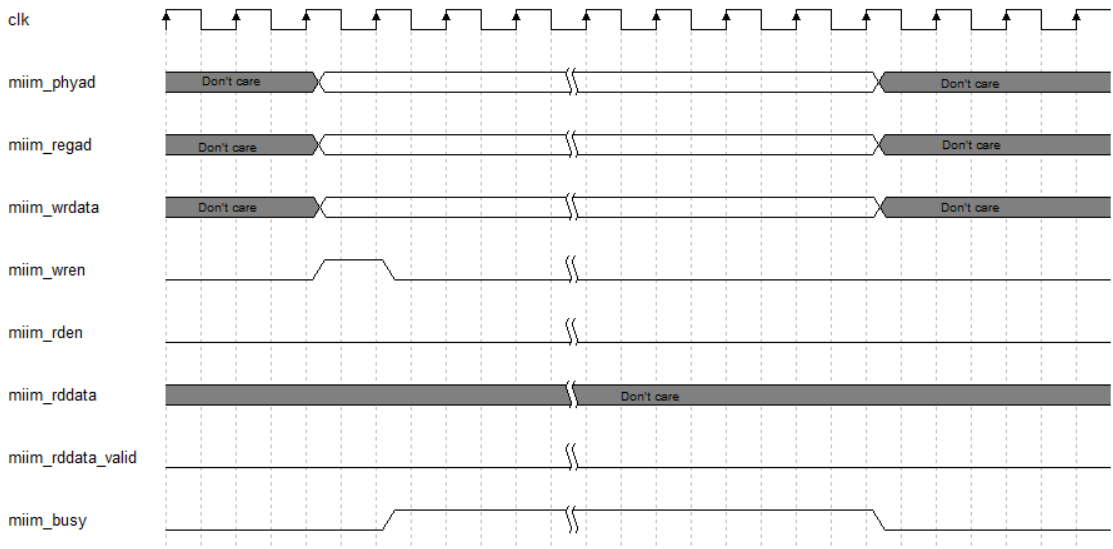 clk
miim_phyad
Don't care
Don't care
miim_regad
Don't care
Don't care
miim_wrdata
Don't care
Don't care
miim_wren
miim_rden
miim_rddata
Don't care
miim_rddata_valid
miim_busy